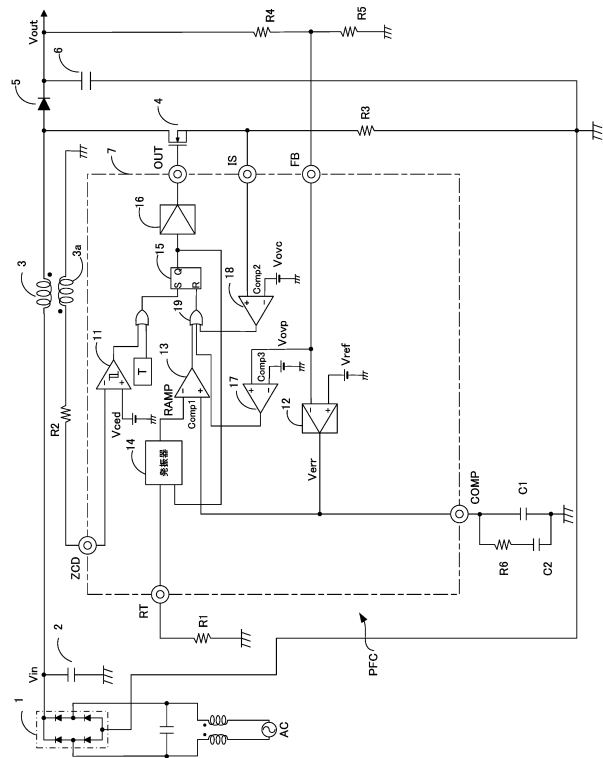 1
Vin
2
AC
3
3a
R2
ZCD
RT
R1
PFC
7
5
Vout
6
4
OUT
IS
FB
R4
R5
R3
11
Vced
T
RAMP
14
発振器
13
Comp1
19
15
S
Q
R
16
18
Comp2
Vovc
Vovp
Comp3
17
12
Vref
Verr
COMP
C1
R6
C2